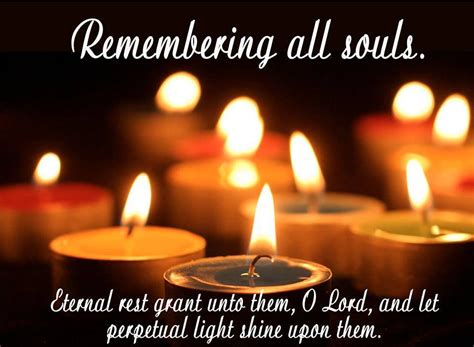 Remembering all souls.
Eternal rest grant unto them, O Lord, and let
perpetual light shine upon them.